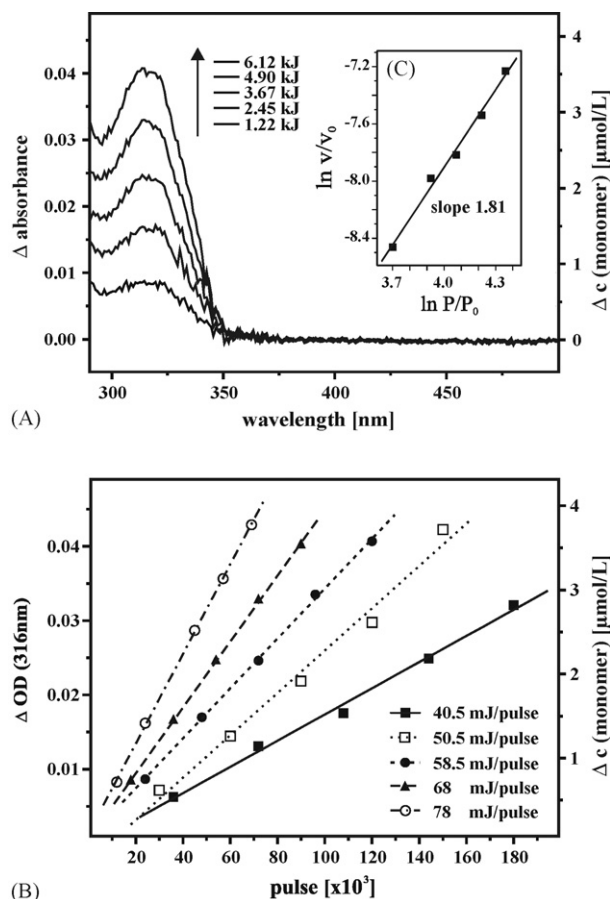 (C)
6.12 kJ
4.90 kJ
3.67 kJ
2.45 kJ
1.22 kJ
0.04
0.03
0.02
0.01
0.00
Δ absorbance
300
350
400
450
wavelength [nm]
4
3
2
1
0
Δ c (monomer) [µmol/L]
-7.2
-7.6
-8.0
-8.4
ln v/v₀
slope 1.81
3.7
3.9
4.1
4.3
ln P/P₀
(A)
0.04
0.03
0.02
0.01
Δ OD (316nm)
4
3
2
1
Δ c (monomer) [µmol/L]
40.5 mJ/pulse
50.5 mJ/pulse
58.5 mJ/pulse
68 mJ/pulse
78 mJ/pulse
20
40
60
80
100
120
140
160
180
pulse [x10³]
(B)